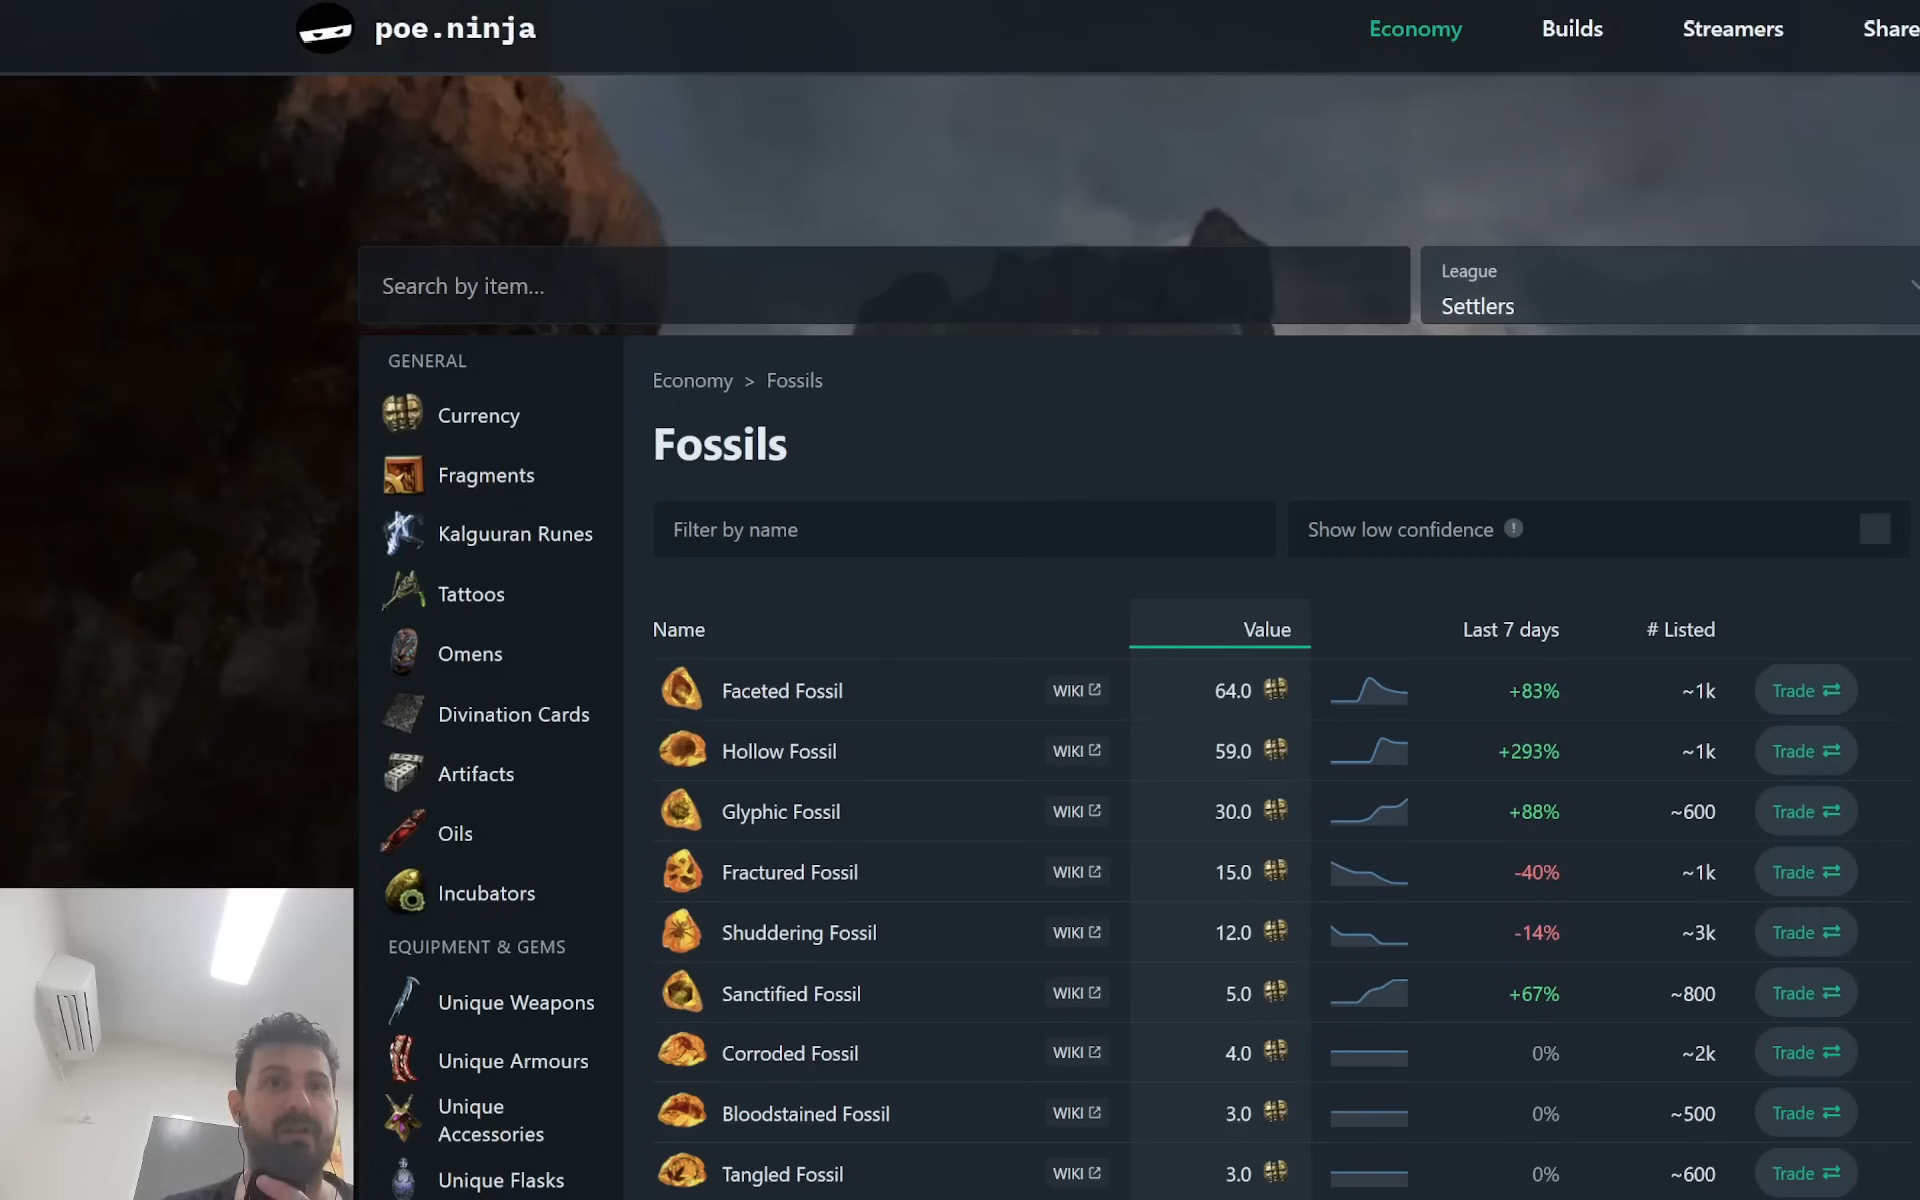 poe.ninja
Economy
Builds
Streamers
Share
Search by item...
League
Settlers
GENERAL
Currency
Fragments
Kalguuran Runes
Tattoos
Omens
Divination Cards
Artifacts
Oils
Incubators
EQUIPMENT & GEMS
Unique Weapons
Unique Armours
Unique
Accessories
Unique Flasks
Economy > Fossils
Fossils
Filter by name
Show low confidence
Name Value Last 7 days # Listed
Faceted Fossil WIKI 64.0 +83% ~1k Trade
Hollow Fossil WIKI 59.0 +293% ~1k Trade
Glyphic Fossil WIKI 30.0 +88% ~600 Trade
Fractured Fossil WIKI 15.0 -40% ~1k Trade
Shuddering Fossil WIKI 12.0 -14% ~3k Trade
Sanctified Fossil WIKI 5.0 +67% ~800 Trade
Corroded Fossil WIKI 4.0 0% ~2k Trade
Bloodstained Fossil WIKI 3.0 0% ~500 Trade
Tangled Fossil WIKI 3.0 0% ~600 Trade